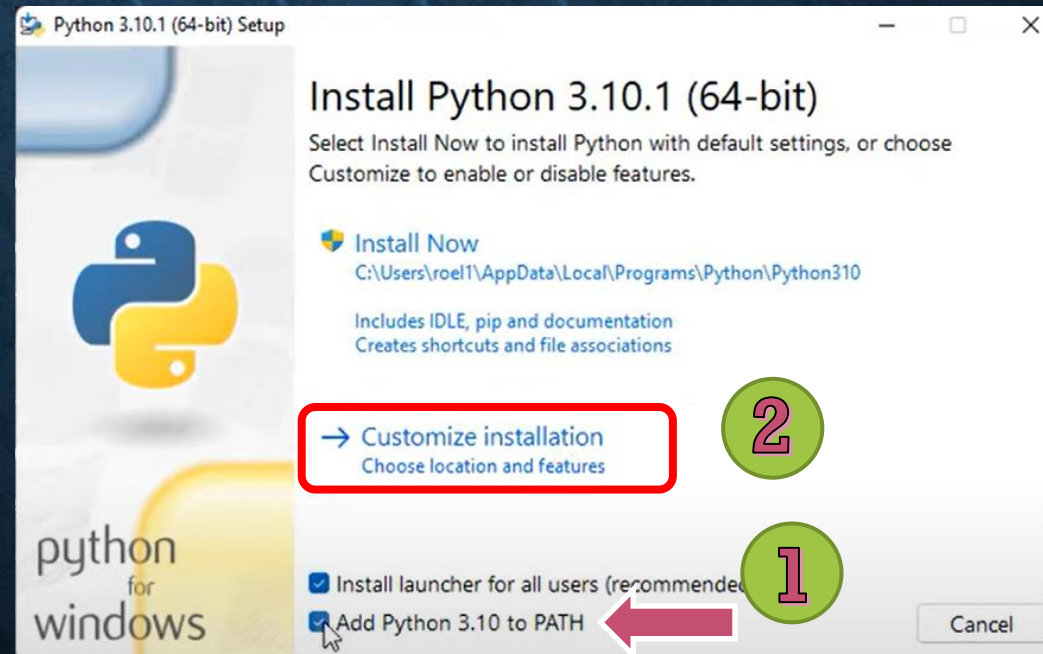 Python 3.10.1 (64-bit) Setup
Install Python 3.10.1 (64-bit)
Select Install Now to install Python with default settings, or choose
Customize to enable or disable features.
Install Now
C:\Users\roel1\AppData\Local\Programs\Python\Python310
Includes IDLE, pip and documentation
Creates shortcuts and file associations
Customize installation
Choose location and features
2
python
for
windows
Install launcher for all users (recommended
1
Add Python 3.10 to PATH
Cancel